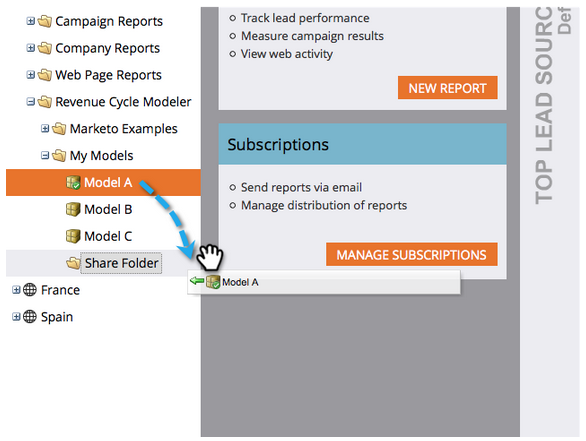 Campaign Reports
Company Reports
Web Page Reports
Revenue Cycle Modeler
Marketo Examples
My Models
Model A
Model B
Model C
Share Folder
France
Spain
Track lead performance
Measure campaign results
View web activity
NEW REPORT
Subscriptions
Send reports via email
Manage distribution of reports
MANAGE SUBSCRIPTIONS
Model A
TOP LEAD SOURC
Def